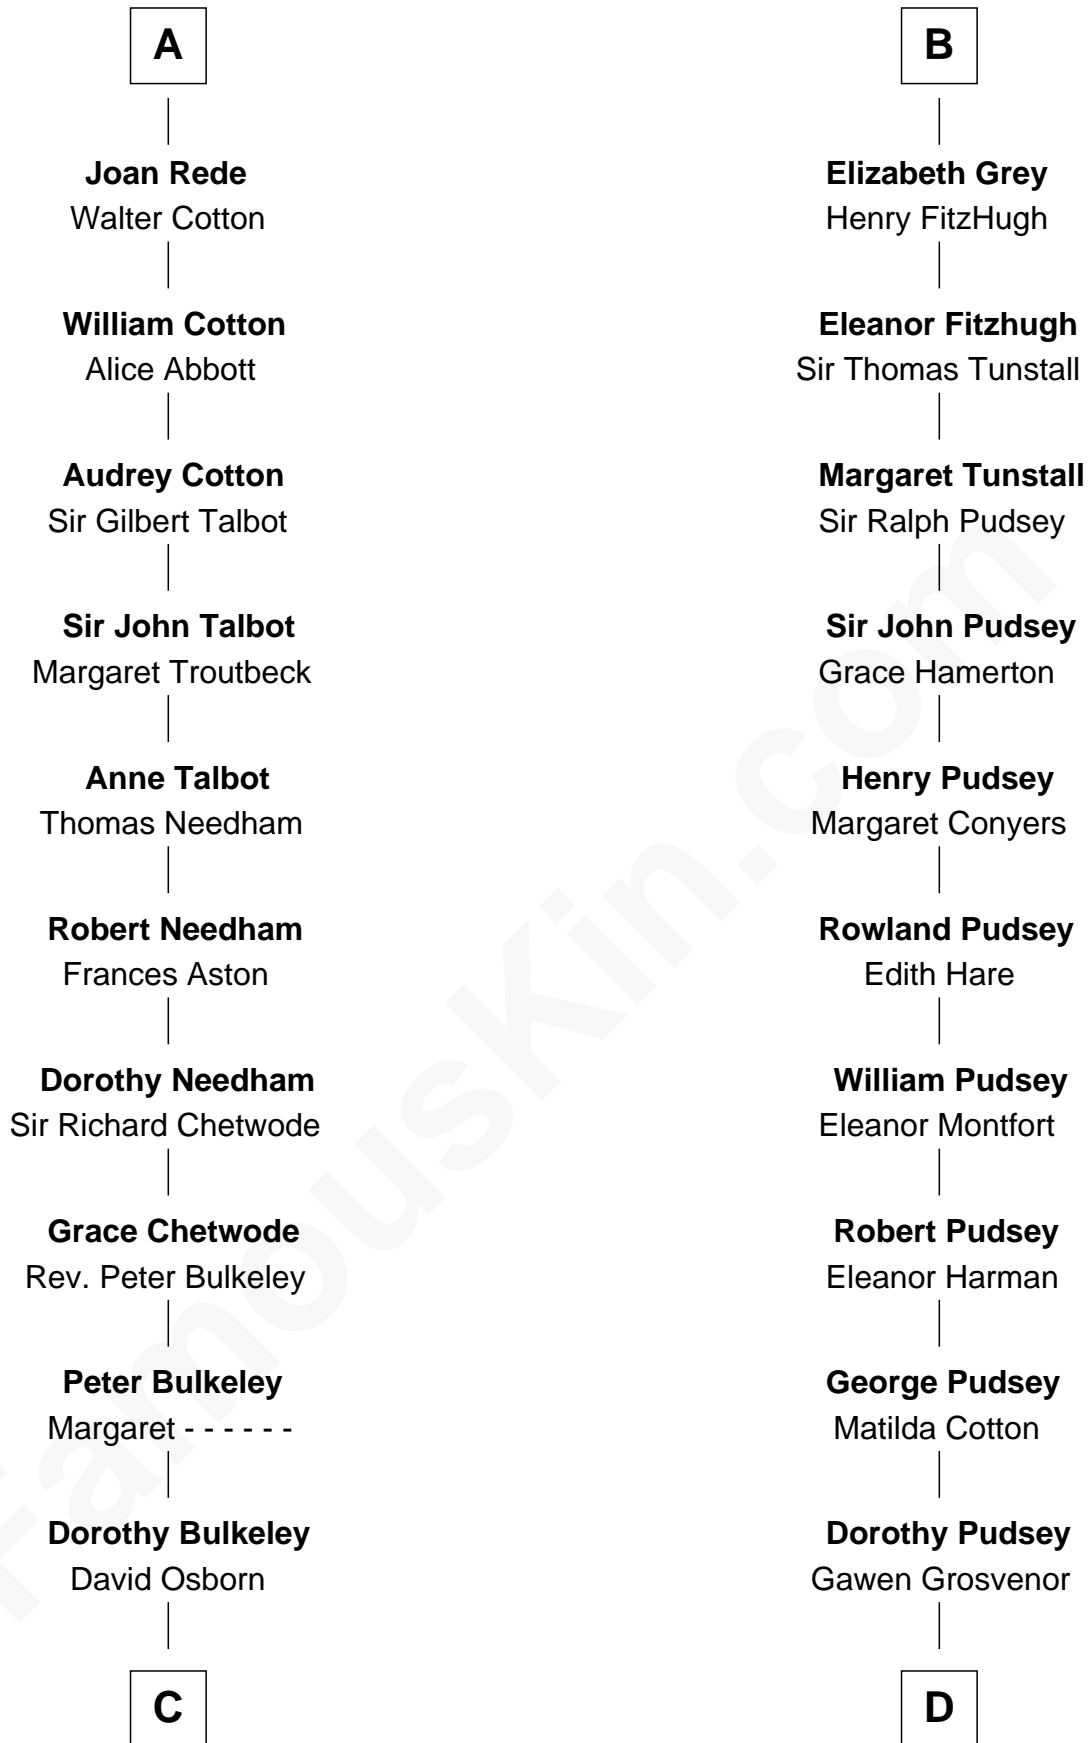 A
Joan Rede
Walter Cotton
William Cotton
Alice Abbott
Audrey Cotton
Sir Gilbert Talbot
Sir John Talbot
Margaret Troutbeck
Anne Talbot
Thomas Needham
Robert Needham
Frances Aston
Dorothy Needham
Sir Richard Chetwode
Grace Chetwode
Rev. Peter Bulkeley
Peter Bulkeley
Margaret - - - - - -
Dorothy Bulkeley
David Osborn
C
B
Elizabeth Grey
Henry FitzHugh
Eleanor Fitzhugh
Sir Thomas Tunstall
Margaret Tunstall
Sir Ralph Pudsey
Sir John Pudsey
Grace Hamerton
Henry Pudsey
Margaret Conyers
Rowland Pudsey
Edith Hare
William Pudsey
Eleanor Montfort
Robert Pudsey
Eleanor Harman
George Pudsey
Matilda Cotton
Dorothy Pudsey
Gawen Grosvenor
D
FamousKin.com